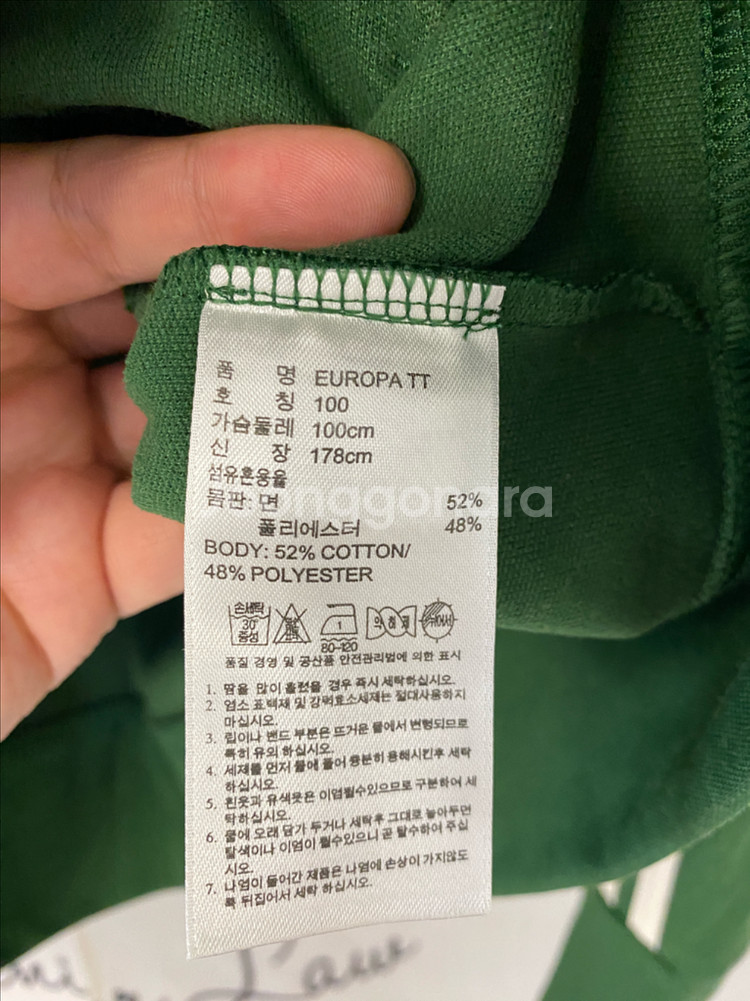 품 명 EUROPA TT
호 칭 100
가슴둘레 100cm
신 장 178cm
섬유혼용율
몸판: 면 52%
폴리에스터 48%
BODY: 52% COTTON/
48% POLYESTER
손세탁 30 중성
1
80-120
약하게
뉘어서
품질 경영 및 공산품 안전관리법에 의한 표시
1. 땀을 많이 흘렸을 경우 즉시 세탁하십시오.
2. 염소 표백제 및 강력효소세제는 절대사용하지
마십시오.
3. 립이나 밴드 부분은 뜨거운 물에서 변형되므로
특히 유의 하십시오.
4. 세제를 먼저 물에 풀어 충분히 용해시킨후 세탁
하십시오.
5. 흰옷과 유색옷은 이염될수있으므로 구분하여 세
탁하십시오.
6. 물에 오래 담가 두거나 세탁후 그대로 놓아두면
탈색이나 이염이 될수있으니 곧 탈수하여 주십
시오.
7. 나염이 들어간 제품은 나염에 손상이 가지않도
록 뒤집어서 세탁 하십시오.